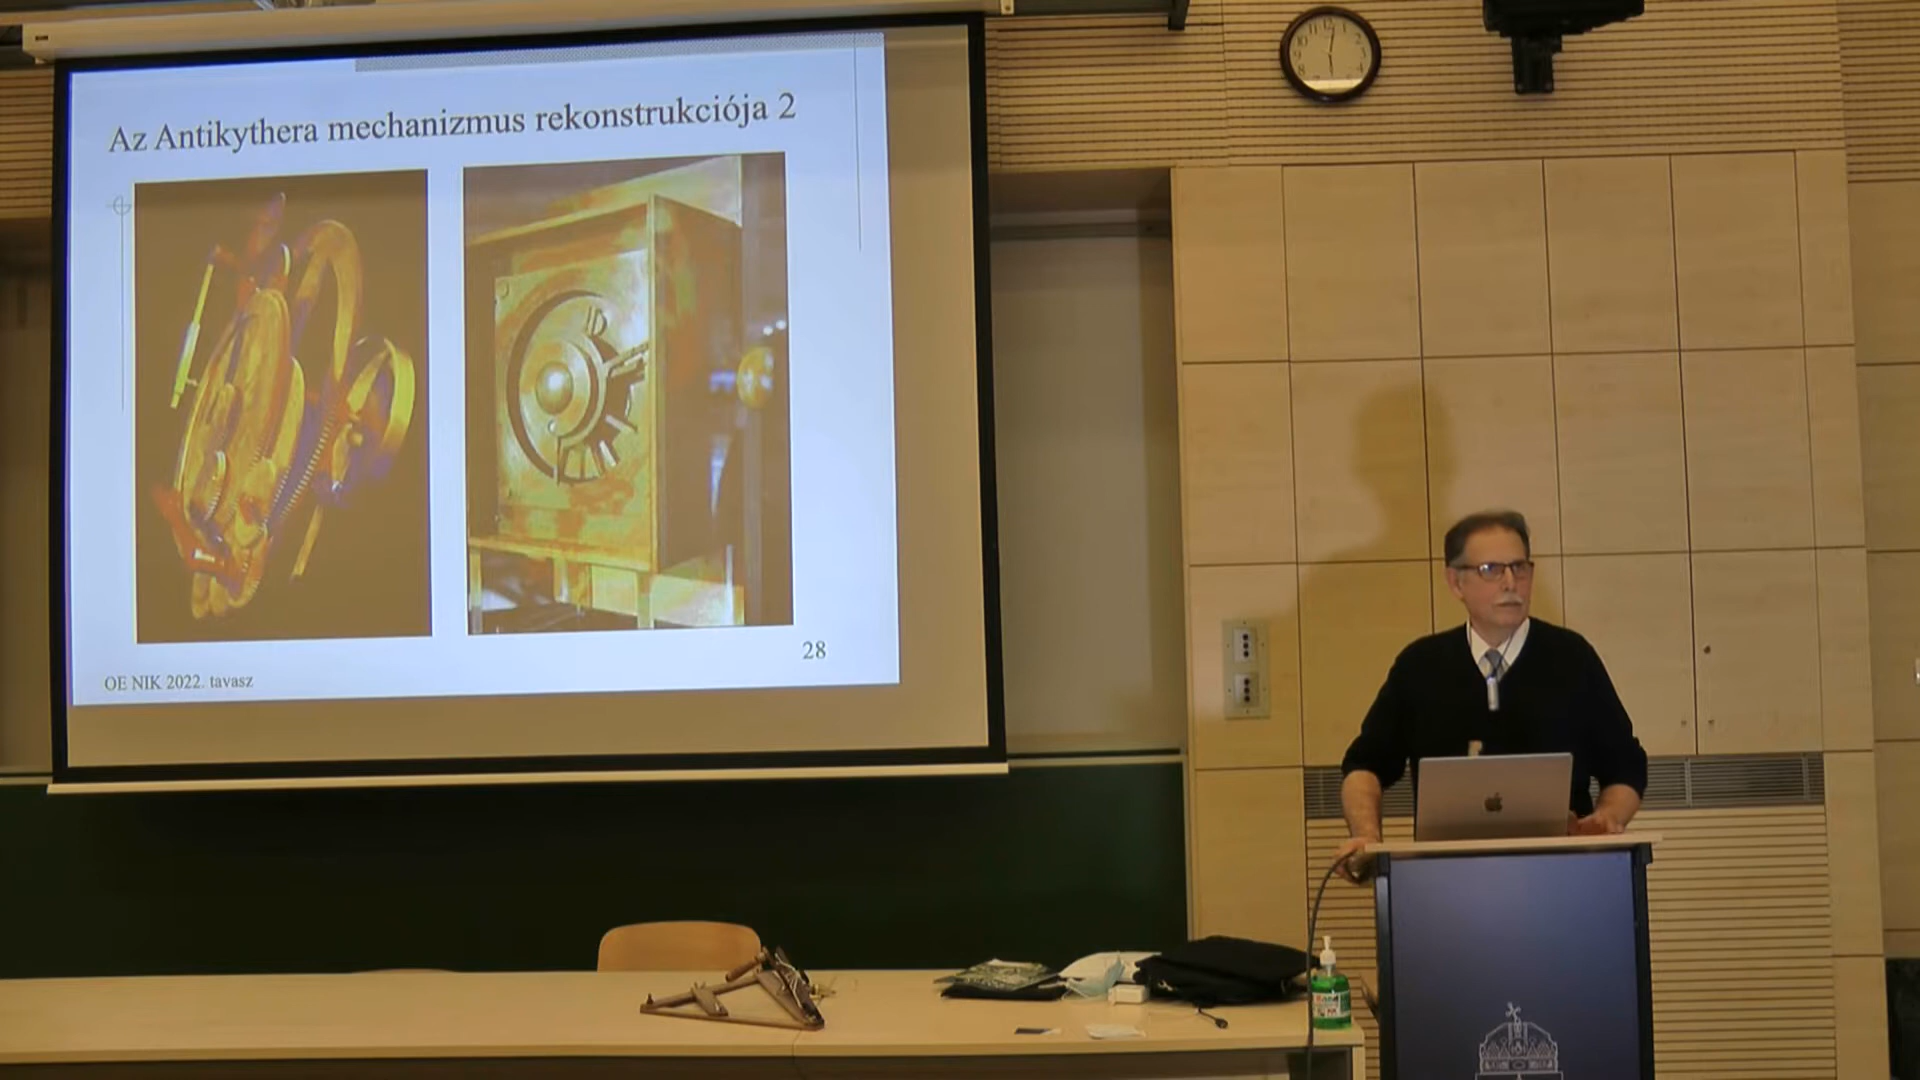 Az Antikythera mechanizmus rekonstrukciója 2
28
OE NIK 2022. tavasz